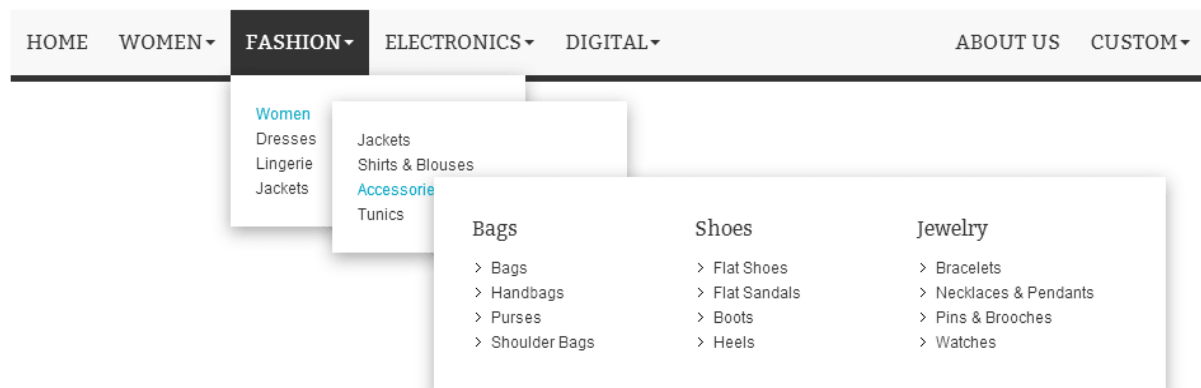 HOME WOMEN FASHION ELECTRONICS DIGITAL ABOUT US CUSTOM
Women
Dresses
Lingerie
Jackets
Jackets
Shirts & Blouses
Accessorie
Tunics
Bags
Bags
Handbags
Purses
Shoulder Bags
Shoes
Flat Shoes
Flat Sandals
Boots
Heels
Jewelry
Bracelets
Necklaces & Pendants
Pins & Brooches
Watches